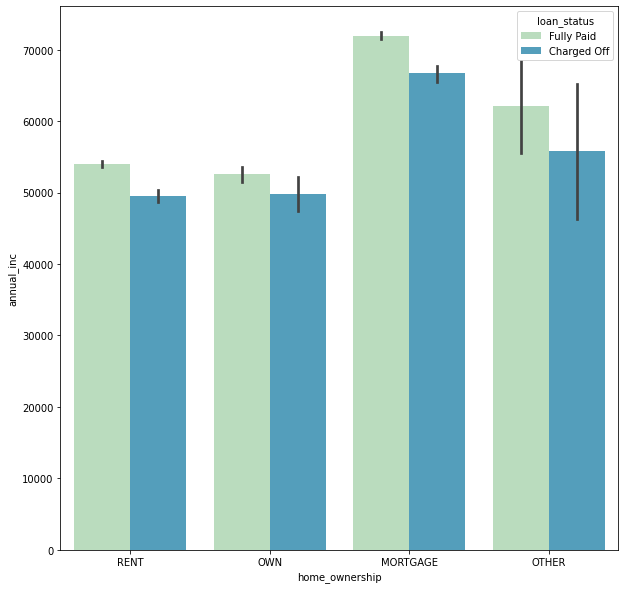 loan_status
Fully Paid
Charged Off
70000
60000
50000
40000
30000
20000
10000
0
annual_inc
RENT
OWN
MORTGAGE
OTHER
home_ownership